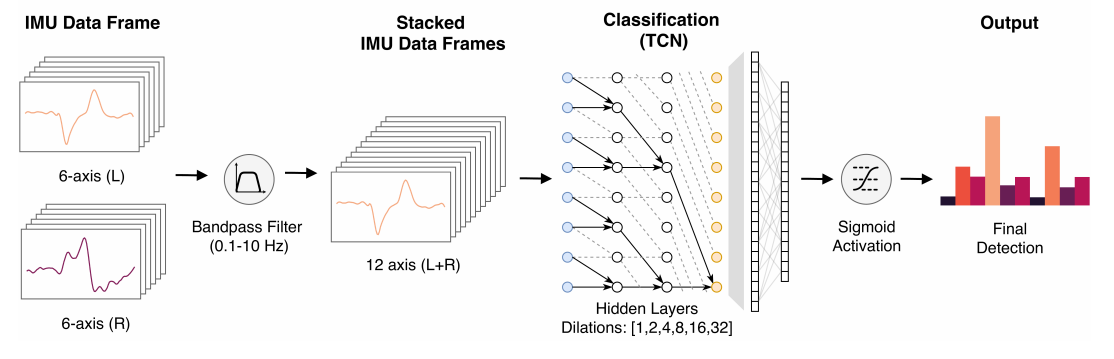 IMU Data Frame
6-axis (L)
6-axis (R)
Bandpass Filter
(0.1-10 Hz)
Stacked
IMU Data Frames
12 axis (L+R)
Classification
(TCN)
Hidden Layers
Dilations: [1,2,4,8,16,32]
Sigmoid
Activation
Output
Final
Detection